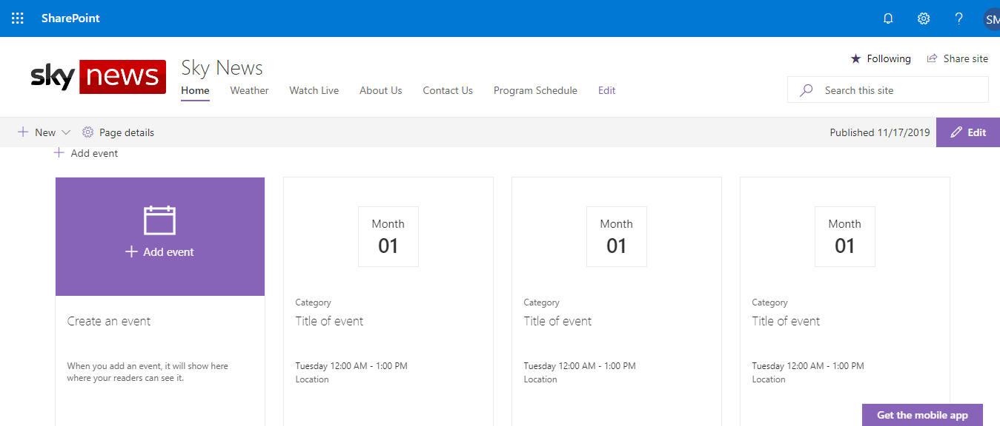 SharePoint
SM
sky news
Sky News
Following
Share site
Home Weather Watch Live About Us Contact Us Program Schedule Edit
Search this site
New
Page details
Published 11/17/2019
Edit
Add event
Add event
Create an event
When you add an event, it will show here
where your readers can see it.
Month
01
Category
Title of event
Tuesday 12:00 AM - 1:00 PM
Location
Month
01
Category
Title of event
Tuesday 12:00 AM - 1:00 PM
Location
Month
01
Category
Title of event
Tuesday 12:00 AM - 1:00 PM
Location
Get the mobile app